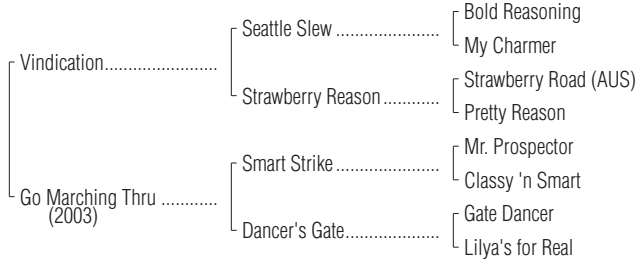 Vindication.......................
Go Marching Thru ............
(2003)
Seattle Slew .....................
Strawberry Reason ............
Smart Strike .....................
Dancer's Gate...................
Bold Reasoning
My Charmer
Strawberry Road (AUS)
Pretty Reason
Mr. Prospector
Classy 'n Smart
Gate Dancer
Lilya's for Real